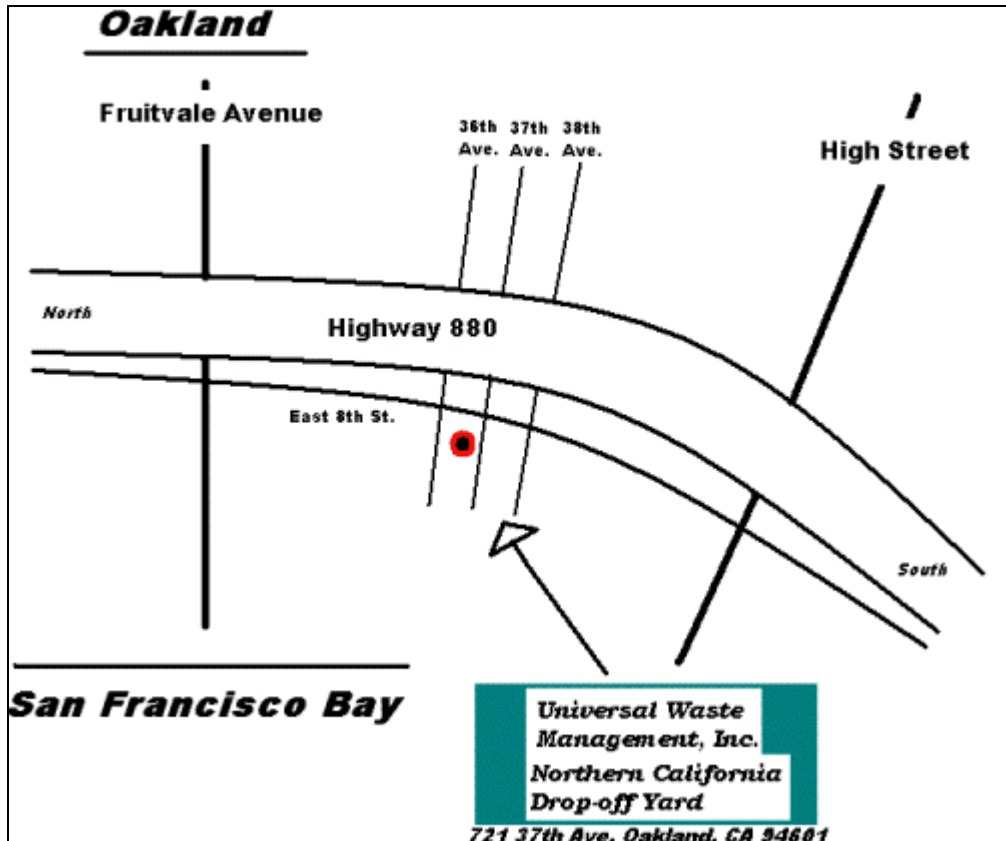 Oakland
Fruitvale Avenue
36th 37th 38th
Ave. Ave. Ave.
High Street
North
Highway 880
East 8th St.
South
San Francisco Bay
Universal Waste
Management, Inc.
Northern California
Drop-off Yard
721 37th Ave. Oakland, CA 94601